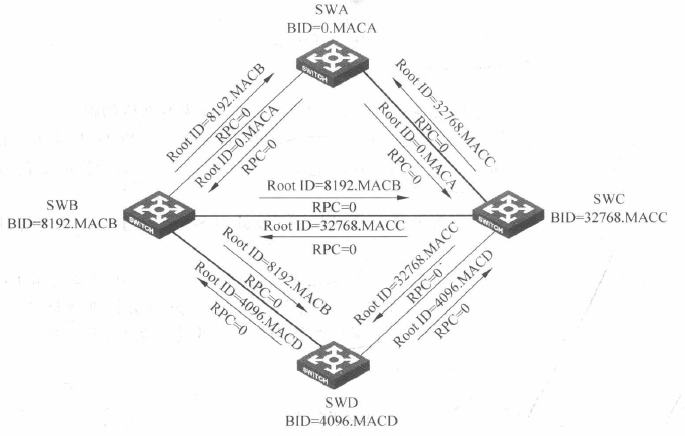 SWA
BID=0.MACA
SWITCH
Root ID=8192.MACB
RPC=0
Root ID=0.MACA
RPC=0
Root ID=32768.MACC
RPC=0
Root ID=0.MACA
RPC=0
SWB
BID=8192.MACB
SWITCH
Root ID=8192.MACB
RPC=0
Root ID=32768.MACC
RPC=0
SWITCH
SWC
BID=32768.MACC
Root ID=8192.MACB
RPC=0
Root ID=4096.MACD
RPC=0
Root ID=32768.MACC
RPC=0
Root ID=4096.MACD
RPC=0
SWITCH
SWD
BID=4096.MACD